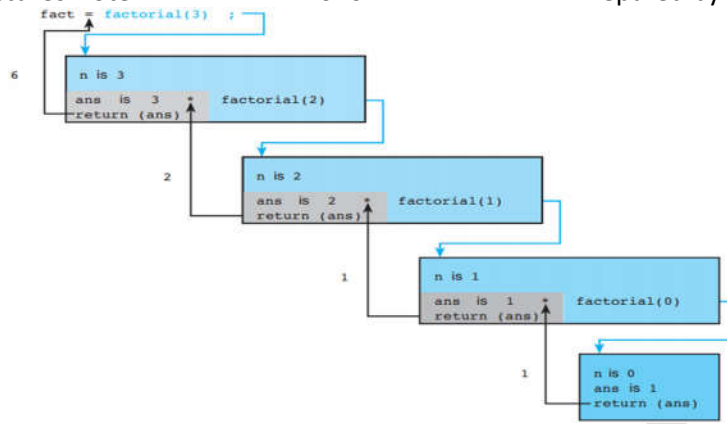 fact = factorial(3) ;
6
n is 3
ans is 3 * factorial(2)
return (ans)
2
n is 2
ans is 2 * factorial(1)
return (ans)
1
n is 1
ans is 1 * factorial(0)
return (ans)
1
n is 0
ans is 1
return (ans)